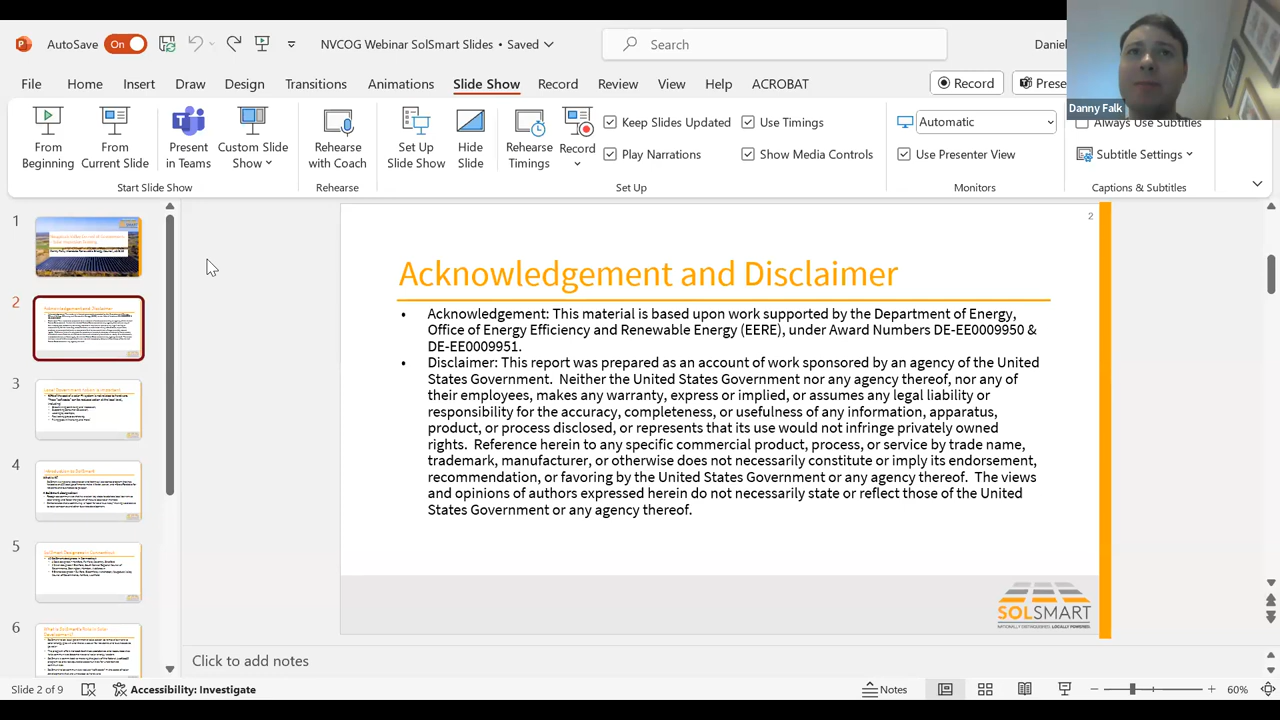 AutoSave On NVCOG Webinar SolSmart Slides • Saved Search Daniel
File Home Insert Draw Design Transitions Animations Slide Show Record Review View Help ACROBAT Record Prese
Danny Falk
From Beginning
From Current Slide
Present in Teams
Custom Slide Show
Start Slide Show
Rehearse with Coach
Rehearse
Set Up Slide Show
Hide Slide
Rehearse Timings
Record
Keep Slides Updated
Play Narrations
Use Timings
Show Media Controls
Set Up
Automatic
Use Presenter View
Monitors
Always Use Subtitles
Subtitle Settings
Captions & Subtitles
1
2
3
4
5
6
2
Acknowledgement and Disclaimer
• Acknowledgement: This material is based upon work supported by the Department of Energy,
Office of Energy Efficiency and Renewable Energy (EERE), under Award Numbers DE-EE0009950 &
DE-EE0009951.
• Disclaimer: This report was prepared as an account of work sponsored by an agency of the United
States Government. Neither the United States Government nor any agency thereof, nor any of
their employees, makes any warranty, express or implied, or assumes any legal liability or
responsibility for the accuracy, completeness, or usefulness of any information, apparatus,
product, or process disclosed, or represents that its use would not infringe privately owned
rights. Reference herein to any specific commercial product, process, or service by trade name,
trademark, manufacturer, or otherwise does not necessarily constitute or imply its endorsement,
recommendation, or favoring by the United States Government or any agency thereof. The views
and opinions of authors expressed herein do not necessarily state or reflect those of the United
States Government or any agency thereof.
SOLSMART
NATIONALLY DISTINGUISHED. LOCALLY POWERED.
Click to add notes
Slide 2 of 9 Accessibility: Investigate Notes 60%